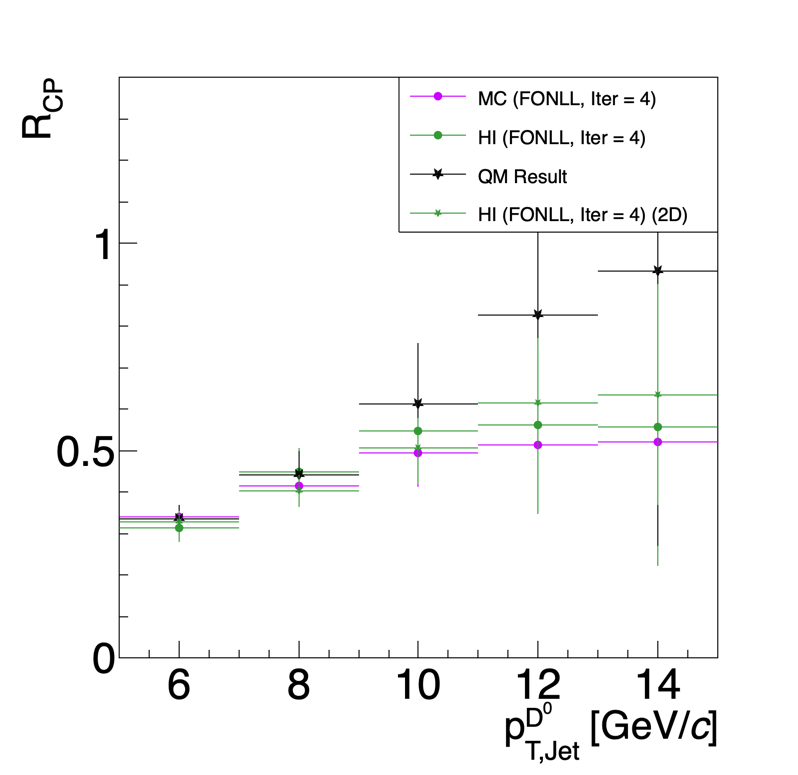 R_CP
MC (FONLL, Iter = 4)
HI (FONLL, Iter = 4)
QM Result
HI (FONLL, Iter = 4) (2D)
1
0.5
0
6 8 10 12 14
p_{T,Jet}^{D^0} [GeV/c]